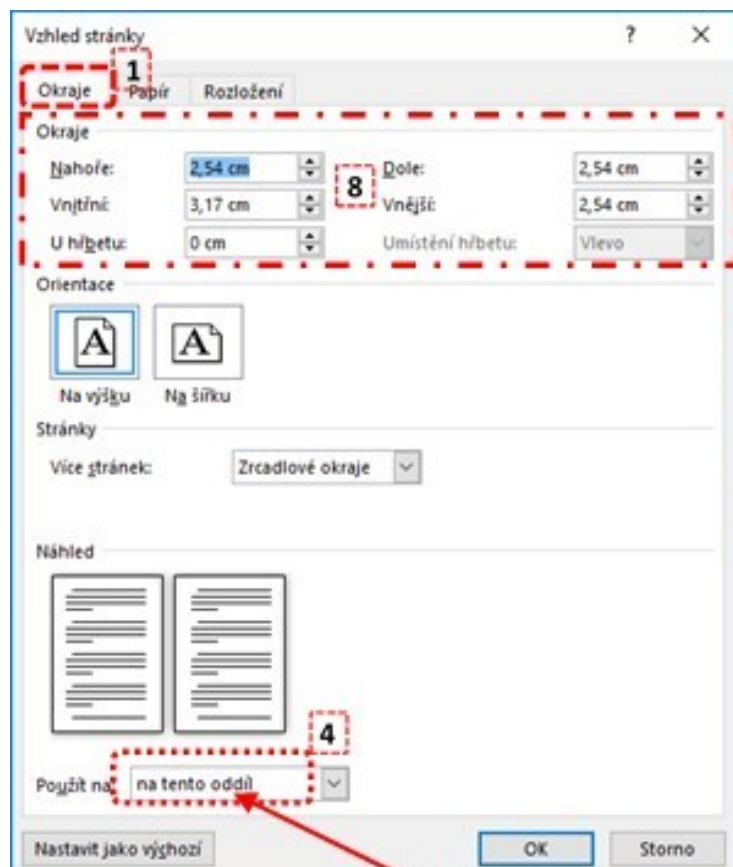 Vzhled stránky ? ×
1
Okraje Papír Rozložení
Okraje
Nahoře: 2,54 cm 8 Dole: 2,54 cm
Vnitřní: 3,17 cm Vnější: 2,54 cm
U hřbetu: 0 cm Umístění hřbetu: Vlevo
Orientace
A A
Na výšku Na šířku
Stránky
Více stránek: Zrcadlové okraje
Náhled
4
Použít na: na tento oddíl
Nastavit jako výchozí OK Storno